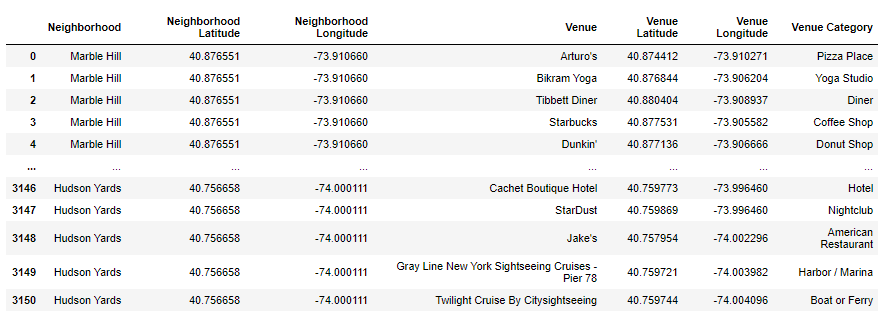 Neighborhood Neighborhood Latitude Neighborhood Longitude Venue Venue Latitude Venue Longitude Venue Category
0 Marble Hill 40.876551 -73.910660 Arturo's 40.874412 -73.910271 Pizza Place
1 Marble Hill 40.876551 -73.910660 Bikram Yoga 40.876844 -73.906204 Yoga Studio
2 Marble Hill 40.876551 -73.910660 Tibbett Diner 40.880404 -73.908937 Diner
3 Marble Hill 40.876551 -73.910660 Starbucks 40.877531 -73.905582 Coffee Shop
4 Marble Hill 40.876551 -73.910660 Dunkin' 40.877136 -73.906666 Donut Shop
... ... ... ... ... ... ... ...
3146 Hudson Yards 40.756658 -74.000111 Cachet Boutique Hotel 40.759773 -73.996460 Hotel
3147 Hudson Yards 40.756658 -74.000111 StarDust 40.759869 -73.996460 Nightclub
3148 Hudson Yards 40.756658 -74.000111 Jake's 40.757954 -74.002296 American Restaurant
3149 Hudson Yards 40.756658 -74.000111 Gray Line New York Sightseeing Cruises - Pier 78 40.759721 -74.003982 Harbor / Marina
3150 Hudson Yards 40.756658 -74.000111 Twilight Cruise By Citysightseeing 40.759744 -74.004096 Boat or Ferry